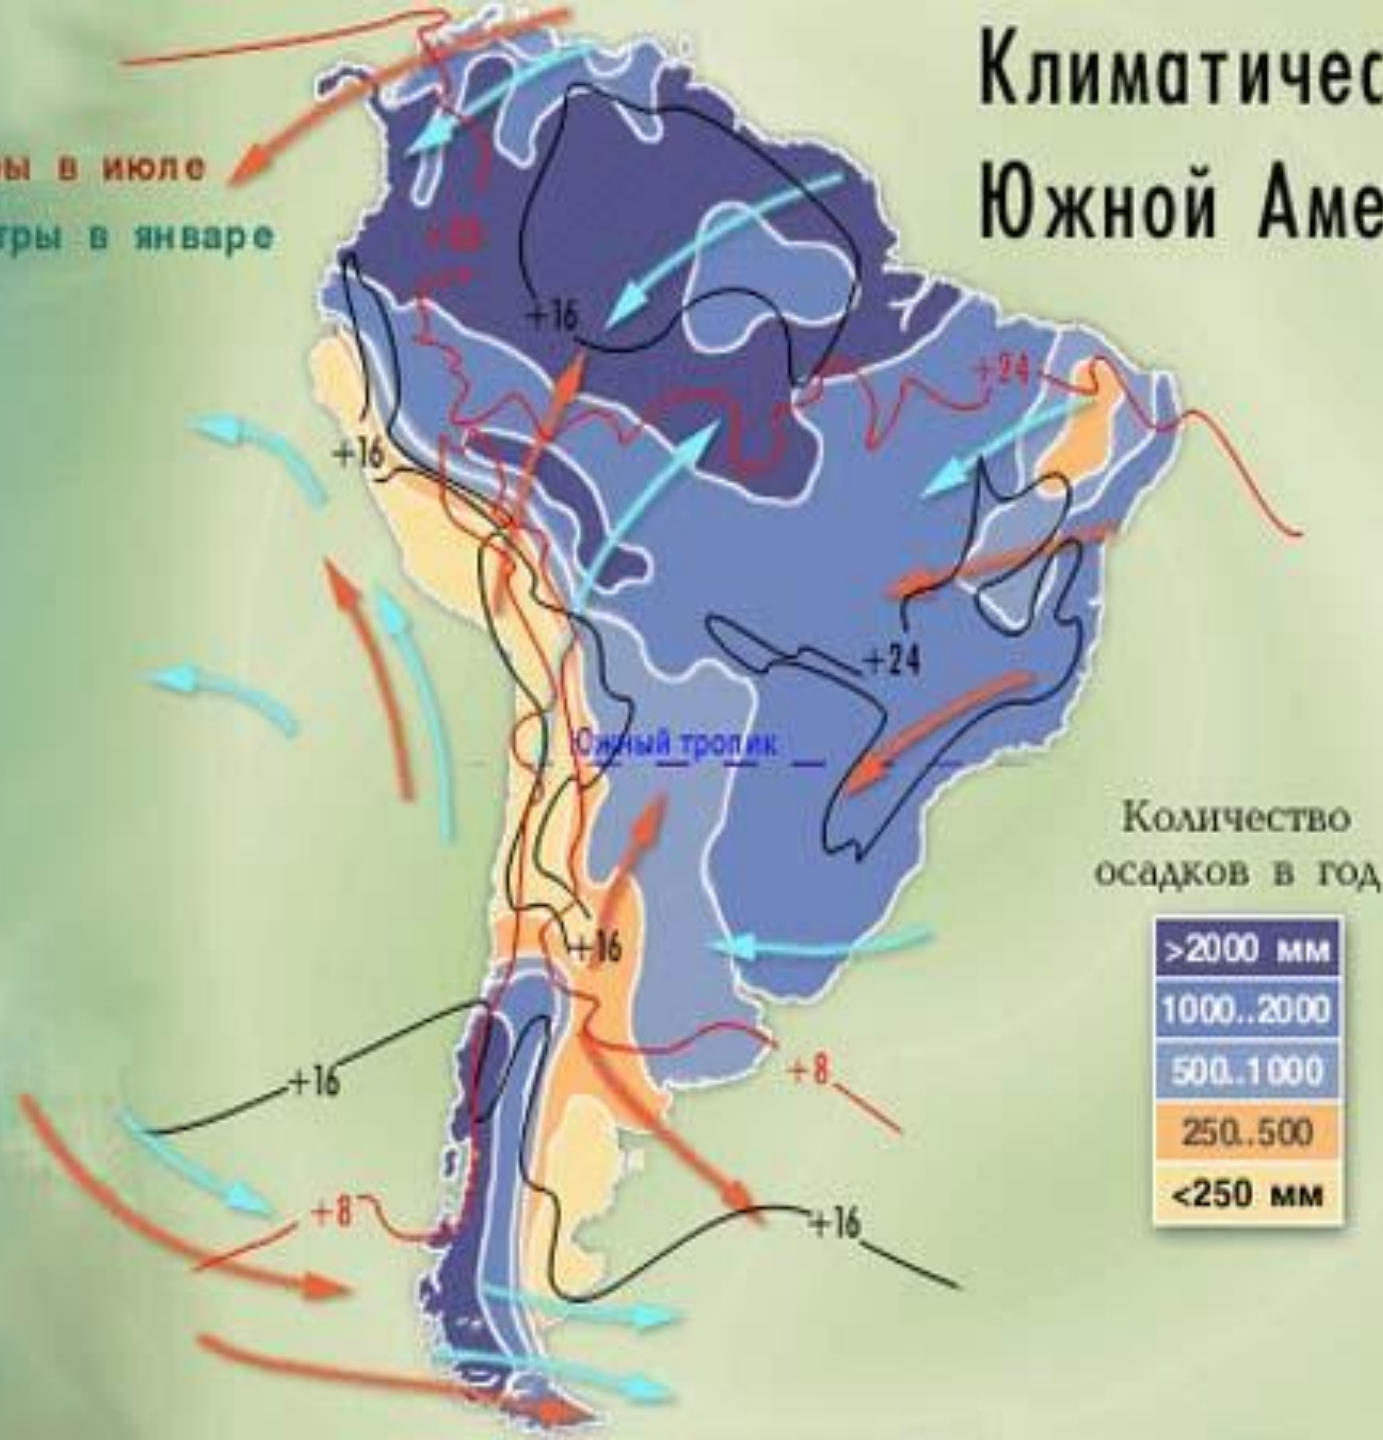 Климатичес
Южной Аме
ы в июле
тры в январе
+16
+24
+16
+24
Южный тропик
Количество
осадков в год
>2000 мм
1000..2000
500..1000
250..500
<250 мм
+16
+16
+8
+8
+16